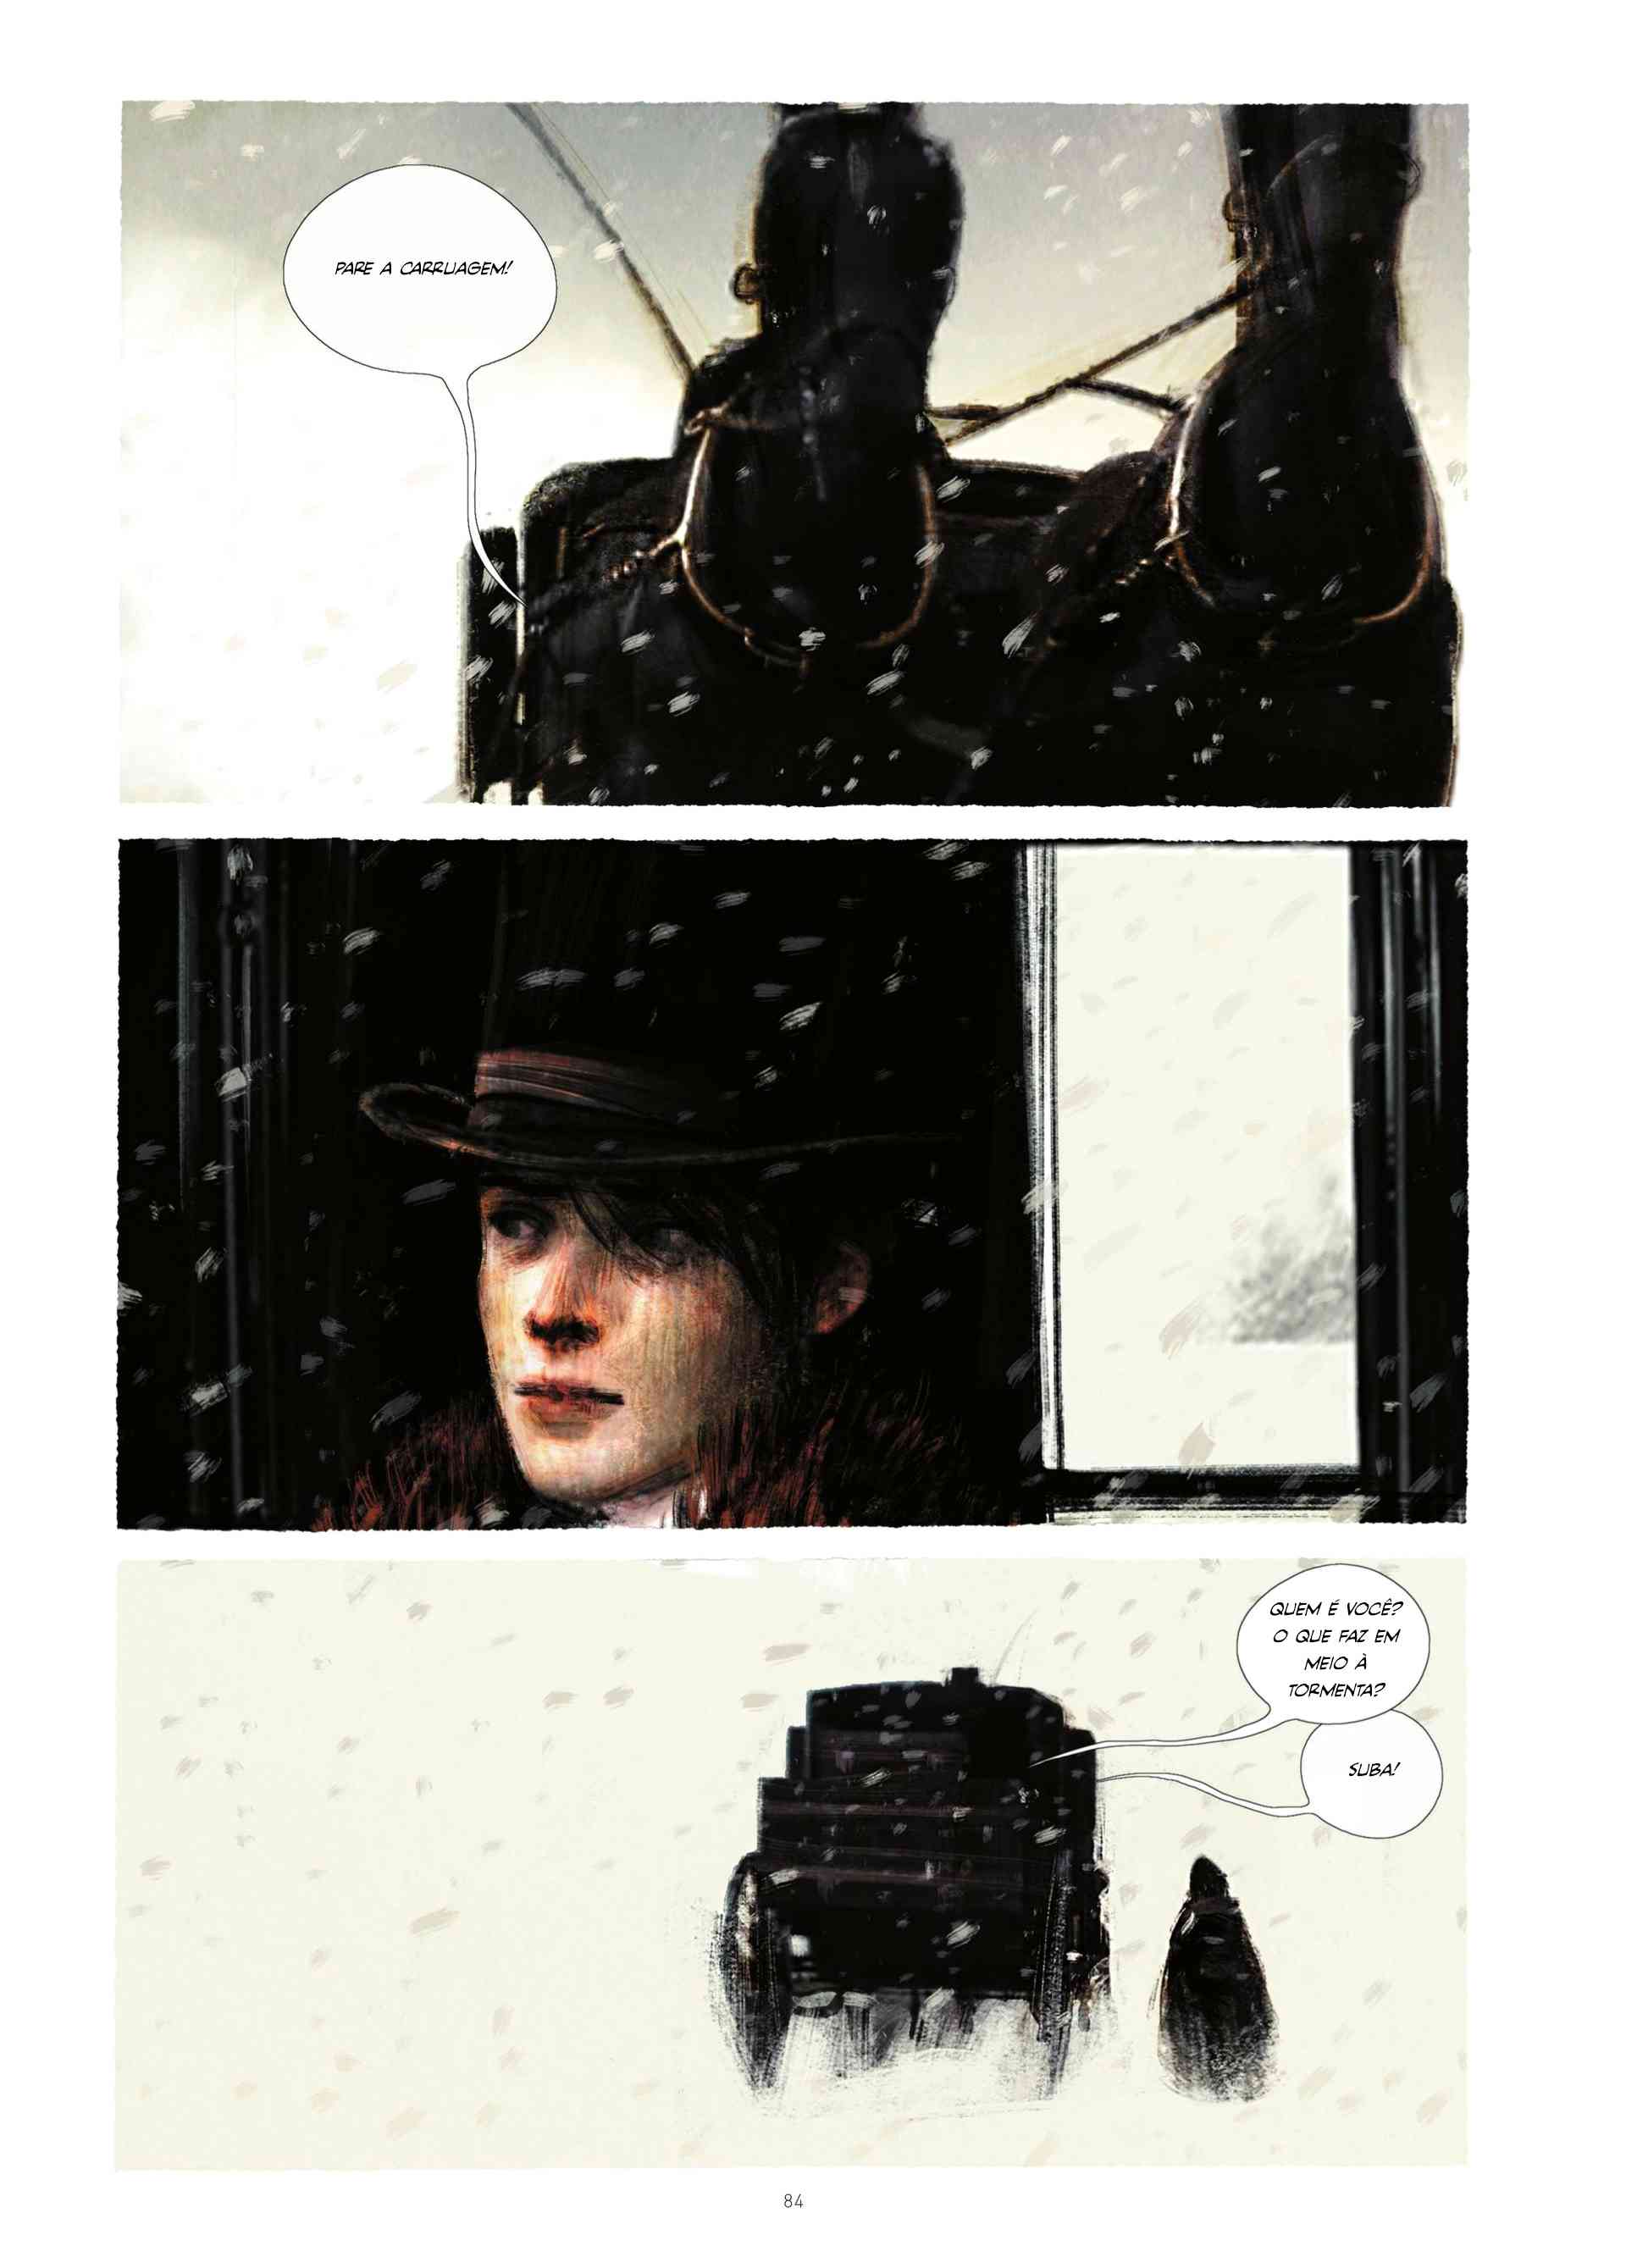 PARE A CARRUAGEM!
QUEM É VOCÊ?
O QUE FAZ EM
MEIO À
TORMENTA?
SUBA!
84